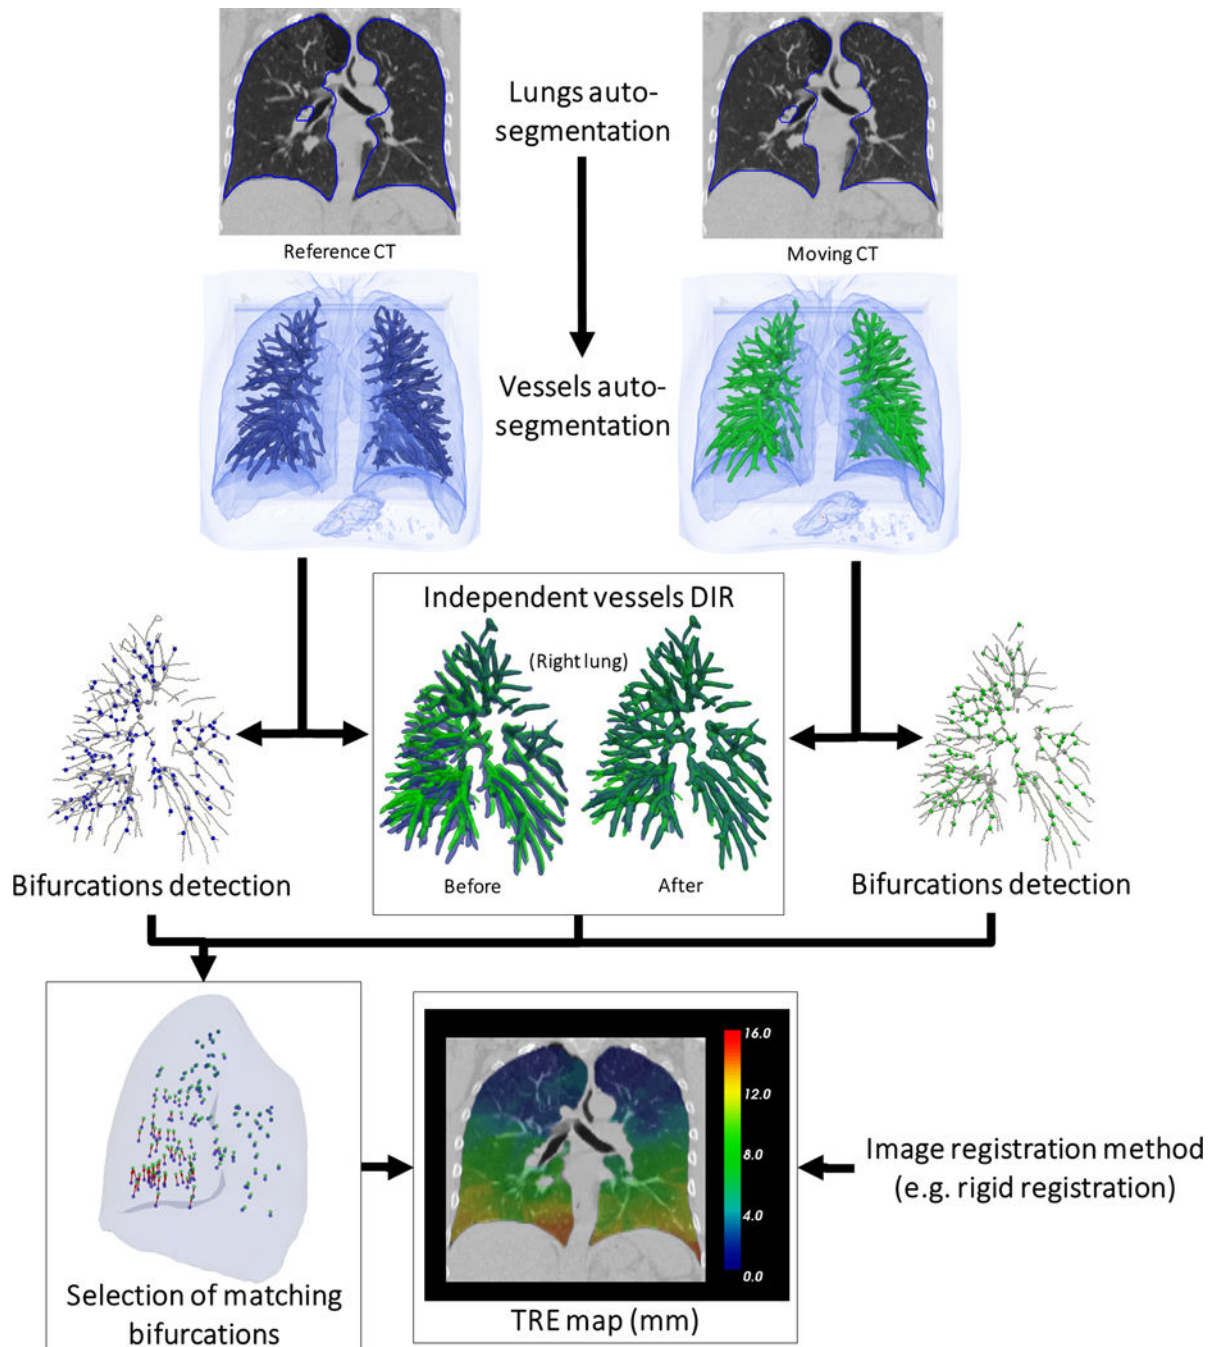 Lungs auto-
segmentation
Reference CT
Moving CT
Vessels auto-
segmentation
Independent vessels DIR
(Right lung)
Before
After
Bifurcations detection
Bifurcations detection
16.0
12.0
8.0
4.0
0.0
Image registration method
(e.g. rigid registration)
Selection of matching
bifurcations
TRE map (mm)